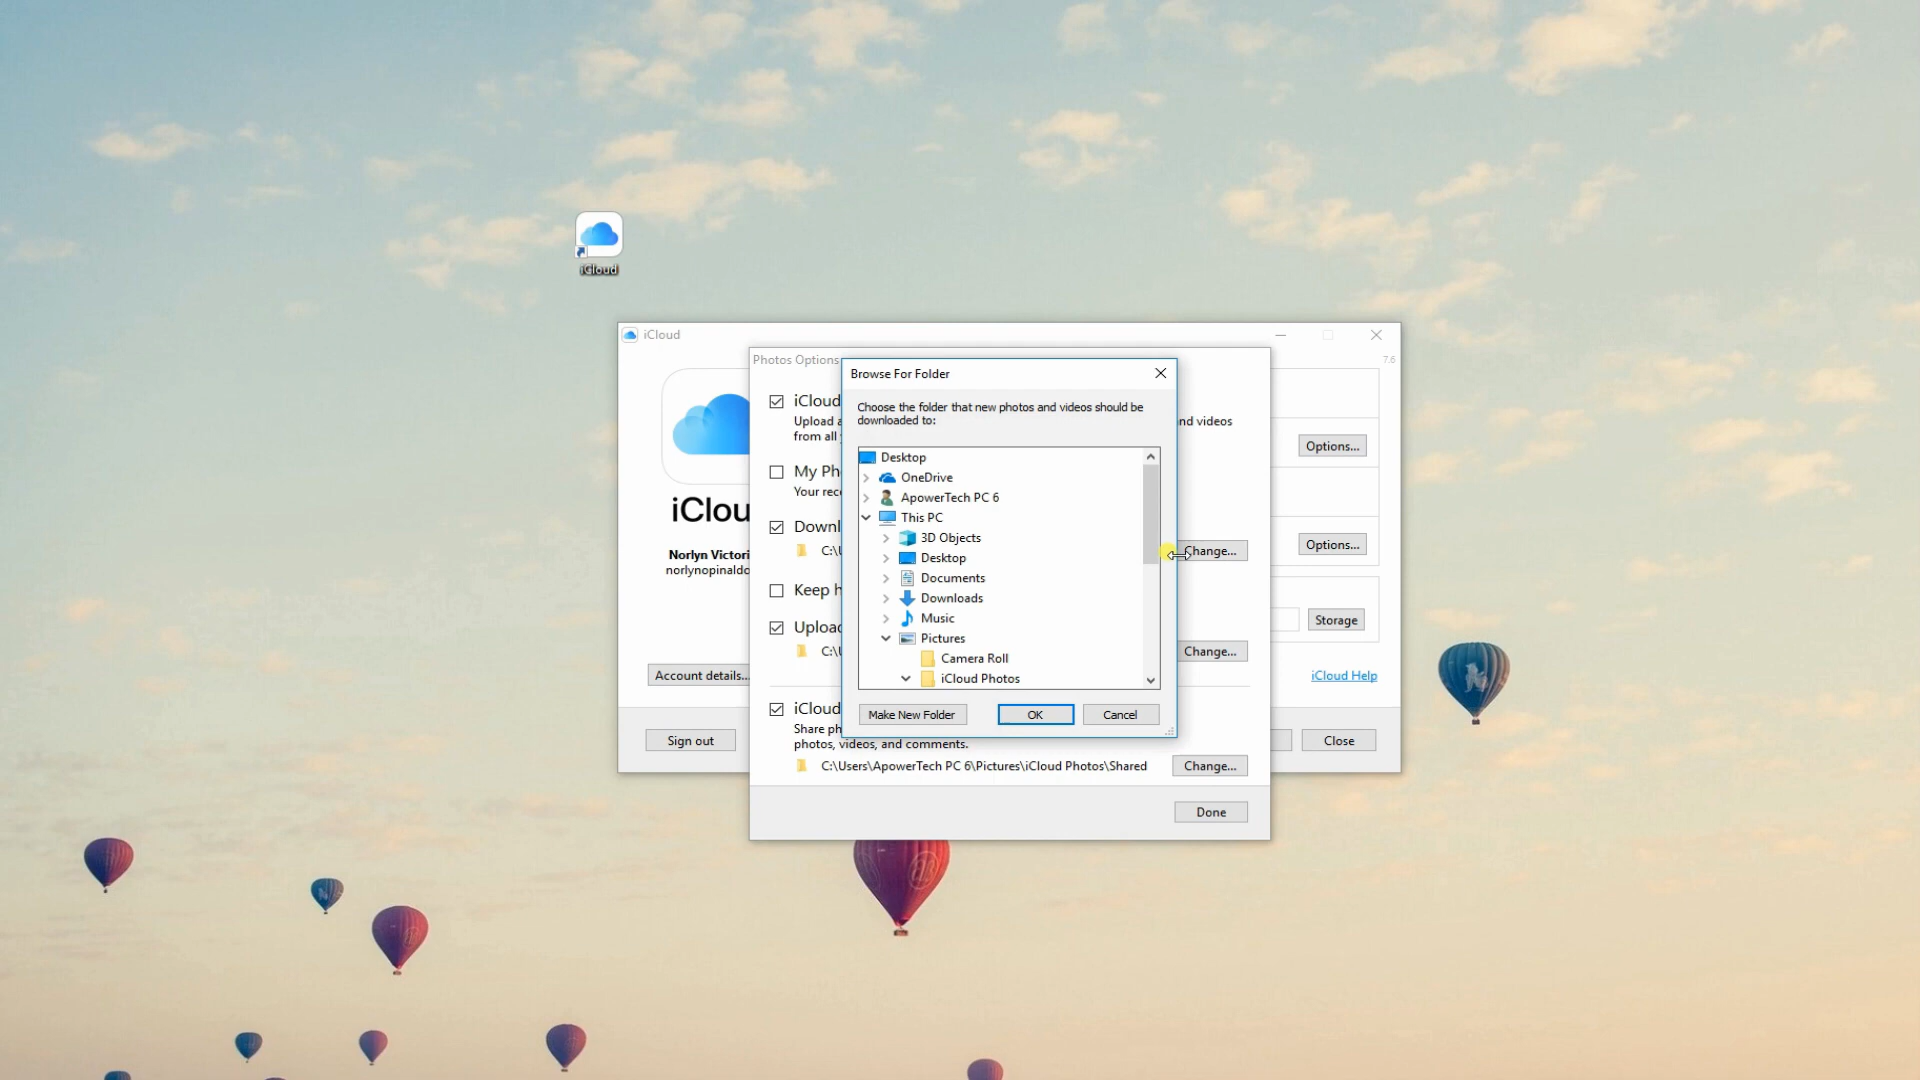 iCloud
iCloud
7.6
Photos Options
Browse For Folder
Choose the folder that new photos and videos should be
downloaded to:
Desktop
OneDrive
ApowerTech PC 6
This PC
3D Objects
Desktop
Documents
Downloads
Music
Pictures
Camera Roll
iCloud Photos
Make New Folder
OK
Cancel
iCloud
Upload a
nd videos
from all
My Ph
Your rec
Downl
C:\U
Change...
Keep h
Uploa
C:\U
Change...
iCloud
Share ph
photos, videos, and comments.
C:\Users\ApowerTech PC 6\Pictures\iCloud Photos\Shared
Change...
Done
iClou
Norlyn Victori
norlynopinaldo
Account details...
Sign out
Options...
Options...
Storage
iCloud Help
Close